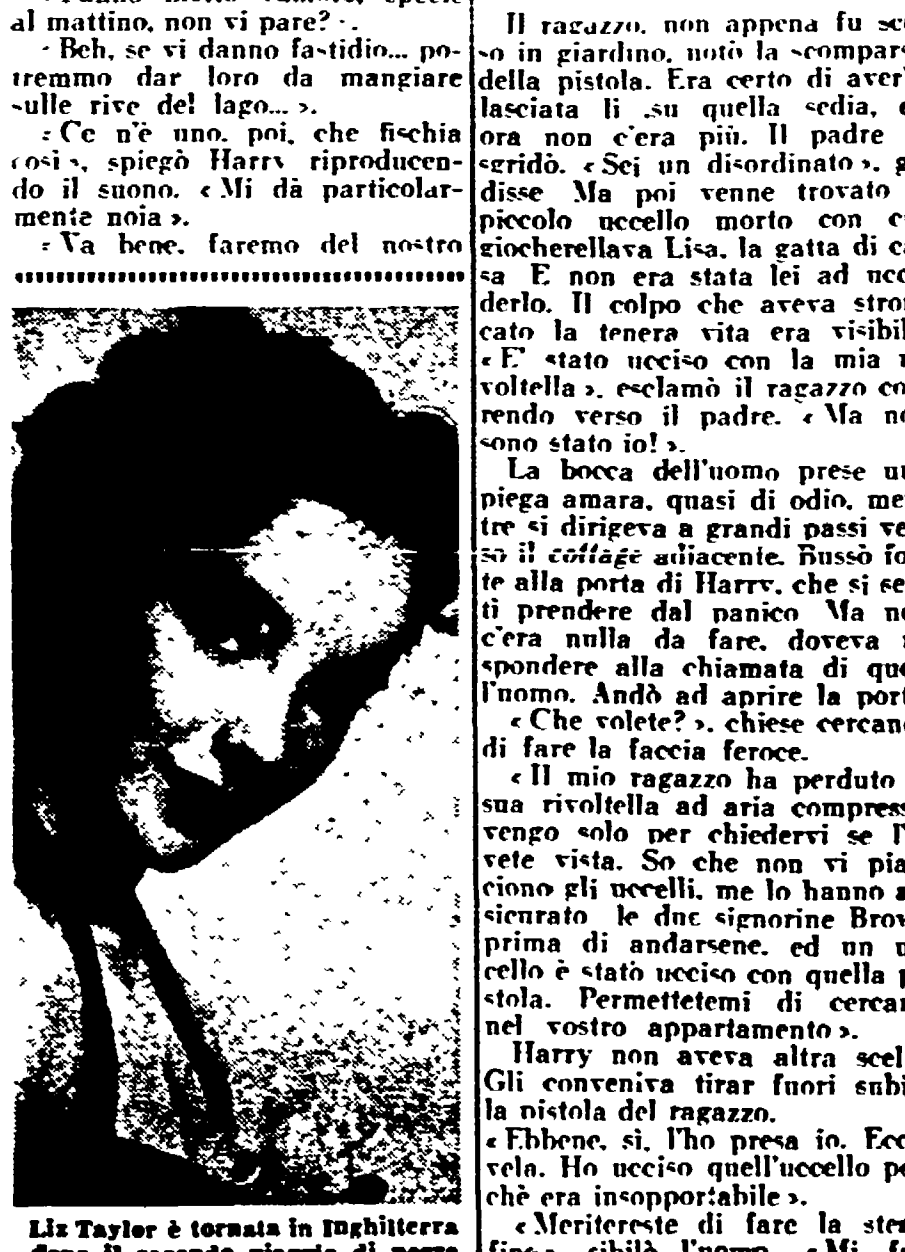 al mattino, non vi pare? ».
« Beh, se vi danno fastidio... po-
tremmo dar loro da mangiare
sulle rive del lago... ».
« Ce n'è uno, poi, che fischia
così », spiegò Harry riproducen-
do il suono. « Mi dà particolar-
mente noia ».
« Va bene, faremo del nostro
Liz Taylor è tornata in Inghilterra
dopo il secondo viaggio di nozze
Il ragazzo, non appena fu sce
so in giardino, notò la scompars
della pistola. Era certo di aver
lasciata lì su quella sedia, e
ora non c'era più. Il padre
sgridò. « Sei un disordinato », g
disse Ma poi venne trovato
piccolo uccello morto con c
giocherellava Lisa, la gatta di ca
sa E non era stata lei ad ucc
derlo. Il colpo che aveva stron
cato la tenera vita era visibil
« E' stato ucciso con la mia r
voltella », esclamò il ragazzo co
rendo verso il padre. « Ma no
sono stato io! ».
La bocca dell'uomo prese un
piega amara, quasi di odio, men
tre si dirigeva a grandi passi ve
so il cottage adiacente. Bussò fo
te alla porta di Harry, che si se
tì prendere dal panico Ma no
c'era nulla da fare, doveva r
spondere alla chiamata di que
l'uomo. Andò ad aprire la port
« Che volete? », chiese cercand
di fare la faccia feroce.
« Il mio ragazzo ha perduto
sua rivoltella ad aria compress
vengo solo per chiedervi se l'
vete vista. So che non vi pia
ciono gli uccelli, me lo hanno a
sicurato le due signorine Brow
prima di andarsene, ed un u
cello è stato ucciso con quella p
stola. Permettetemi di cercar
nel vostro appartamento ».
Harry non aveva altra scel
Gli conveniva tirar fuori subi
la pistola del ragazzo.
« Ebbene, sì, l'ho presa io. Ecc
vela. Ho ucciso quell'uccello pe
chè era insopportabile ».
« Meritereste di fare la ste
sibilò l'uomo. « Mi